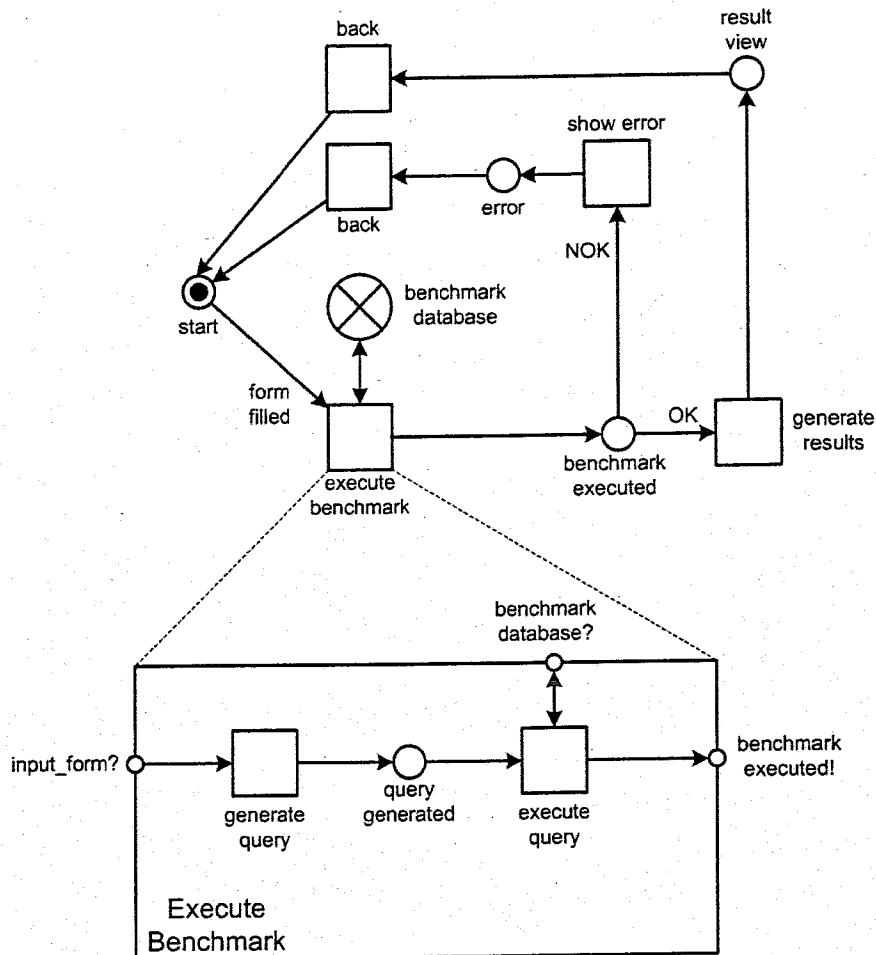 back
result
view
show error
error
back
NOK
start
benchmark
database
form
filled
OK
generate
results
execute
benchmark
benchmark
executed
benchmark
database?
input_form?
benchmark
executed!
generate
query
query
generated
execute
query
Execute
Benchmark